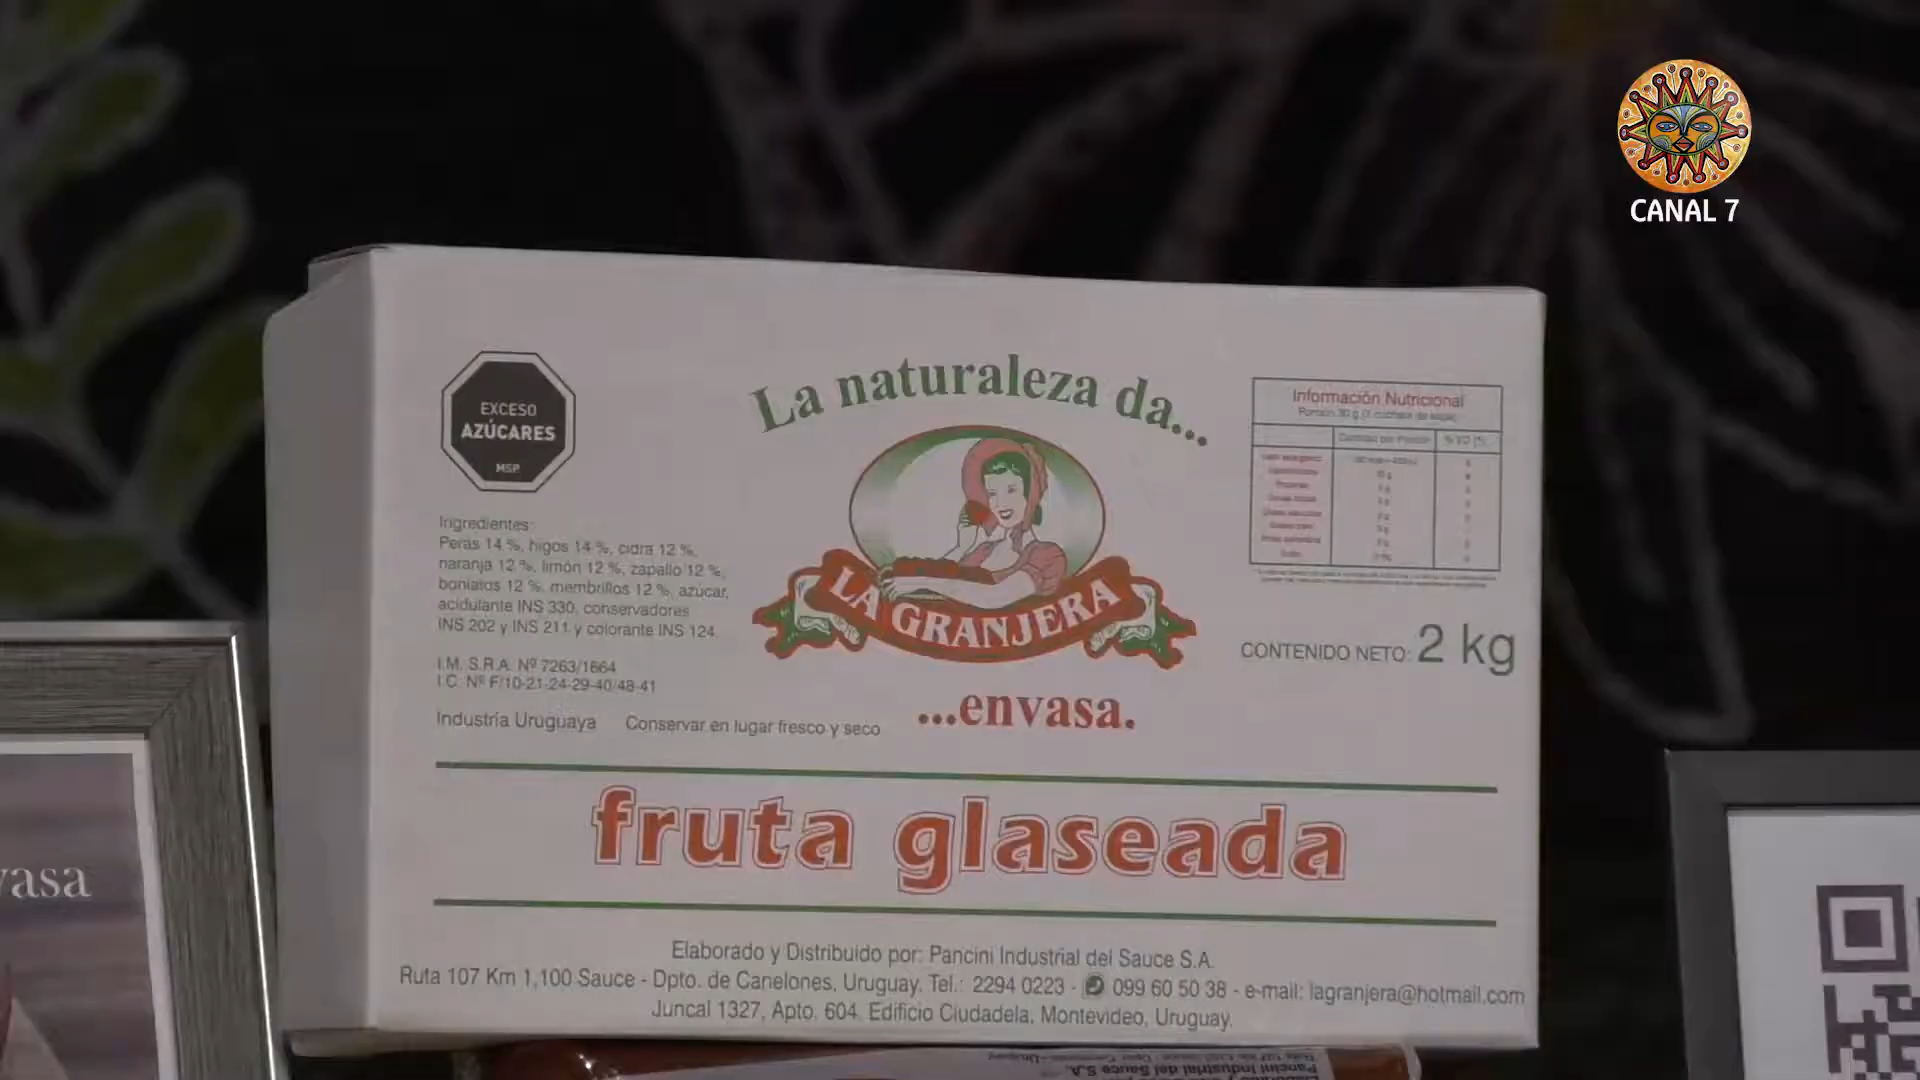 CANAL 7
EXCESO
AZÚCARES
MSP
La naturaleza da...
LA GRANJERA
...envasa.
Información Nutricional
Ingredientes:
Peras 14 %, higos 14 %, cidra 12 %,
naranja 12 %, limón 12 %, zapallo 12 %,
boniatos 12 %, membrillos 12 %, azúcar,
acidulante INS 330, conservadores
INS 202 y INS 211 y colorante INS 124.
I.M. S.R.A. Nº 7263/1664
I.C. Nº F/10-21-24-29-40/48-41
Industria Uruguaya Conservar en lugar fresco y seco
CONTENIDO NETO: 2 kg
fruta glaseada
Elaborado y Distribuido por: Pancini Industrial del Sauce S.A.
Ruta 107 Km 1,100 Sauce - Dpto. de Canelones, Uruguay. Tel.: 2294 0223 - 099 60 50 38 - e-mail: lagranjera@hotmail.com
Juncal 1327, Apto. 604. Edificio Ciudadela. Montevideo, Uruguay.
vasa
Pancini Industrial del Sauce S.A.